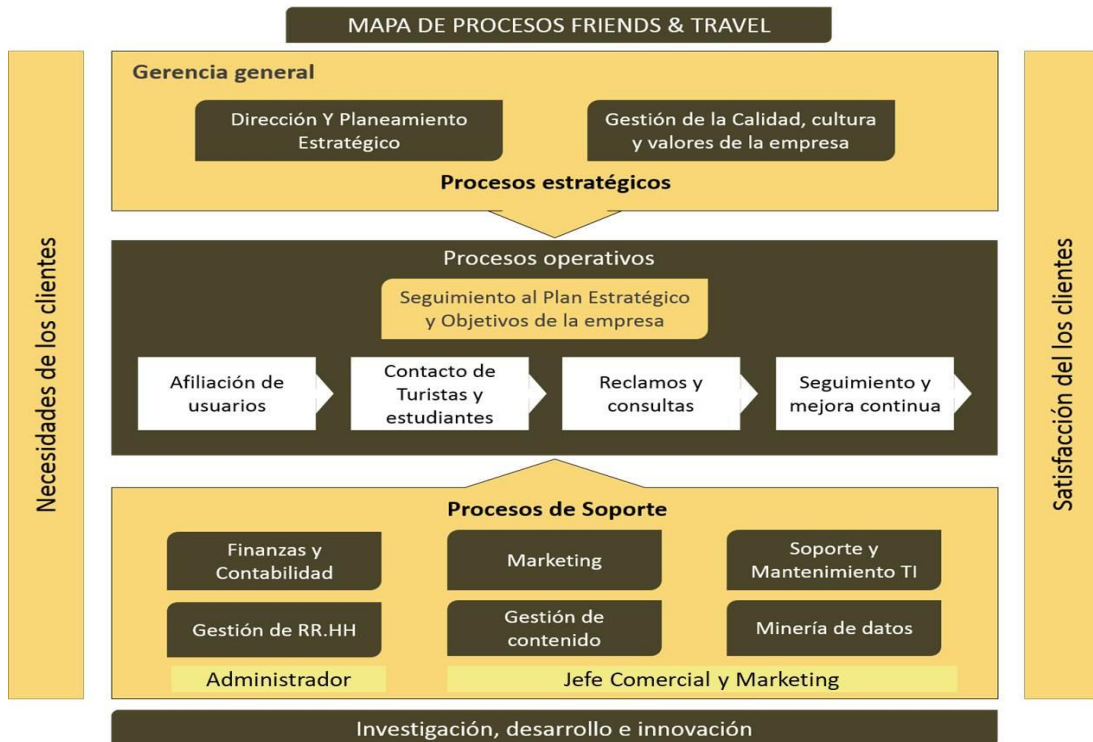 MAPA DE PROCESOS FRIENDS & TRAVEL
Necesidades de los clientes
Gerencia general
Dirección Y Planeamiento
Estratégico
Gestión de la Calidad, cultura
y valores de la empresa
Procesos estratégicos
Procesos operativos
Seguimiento al Plan Estratégico
y Objetivos de la empresa
Afiliación de
usuarios
Contacto de
Turistas y
estudiantes
Reclamos y
consultas
Seguimiento y
mejora continua
Procesos de Soporte
Finanzas y
Contabilidad
Marketing
Soporte y
Mantenimiento TI
Gestión de RR.HH
Gestión de
contenido
Minería de datos
Administrador
Jefe Comercial y Marketing
Satisfacción del los clientes
Investigación, desarrollo e innovación